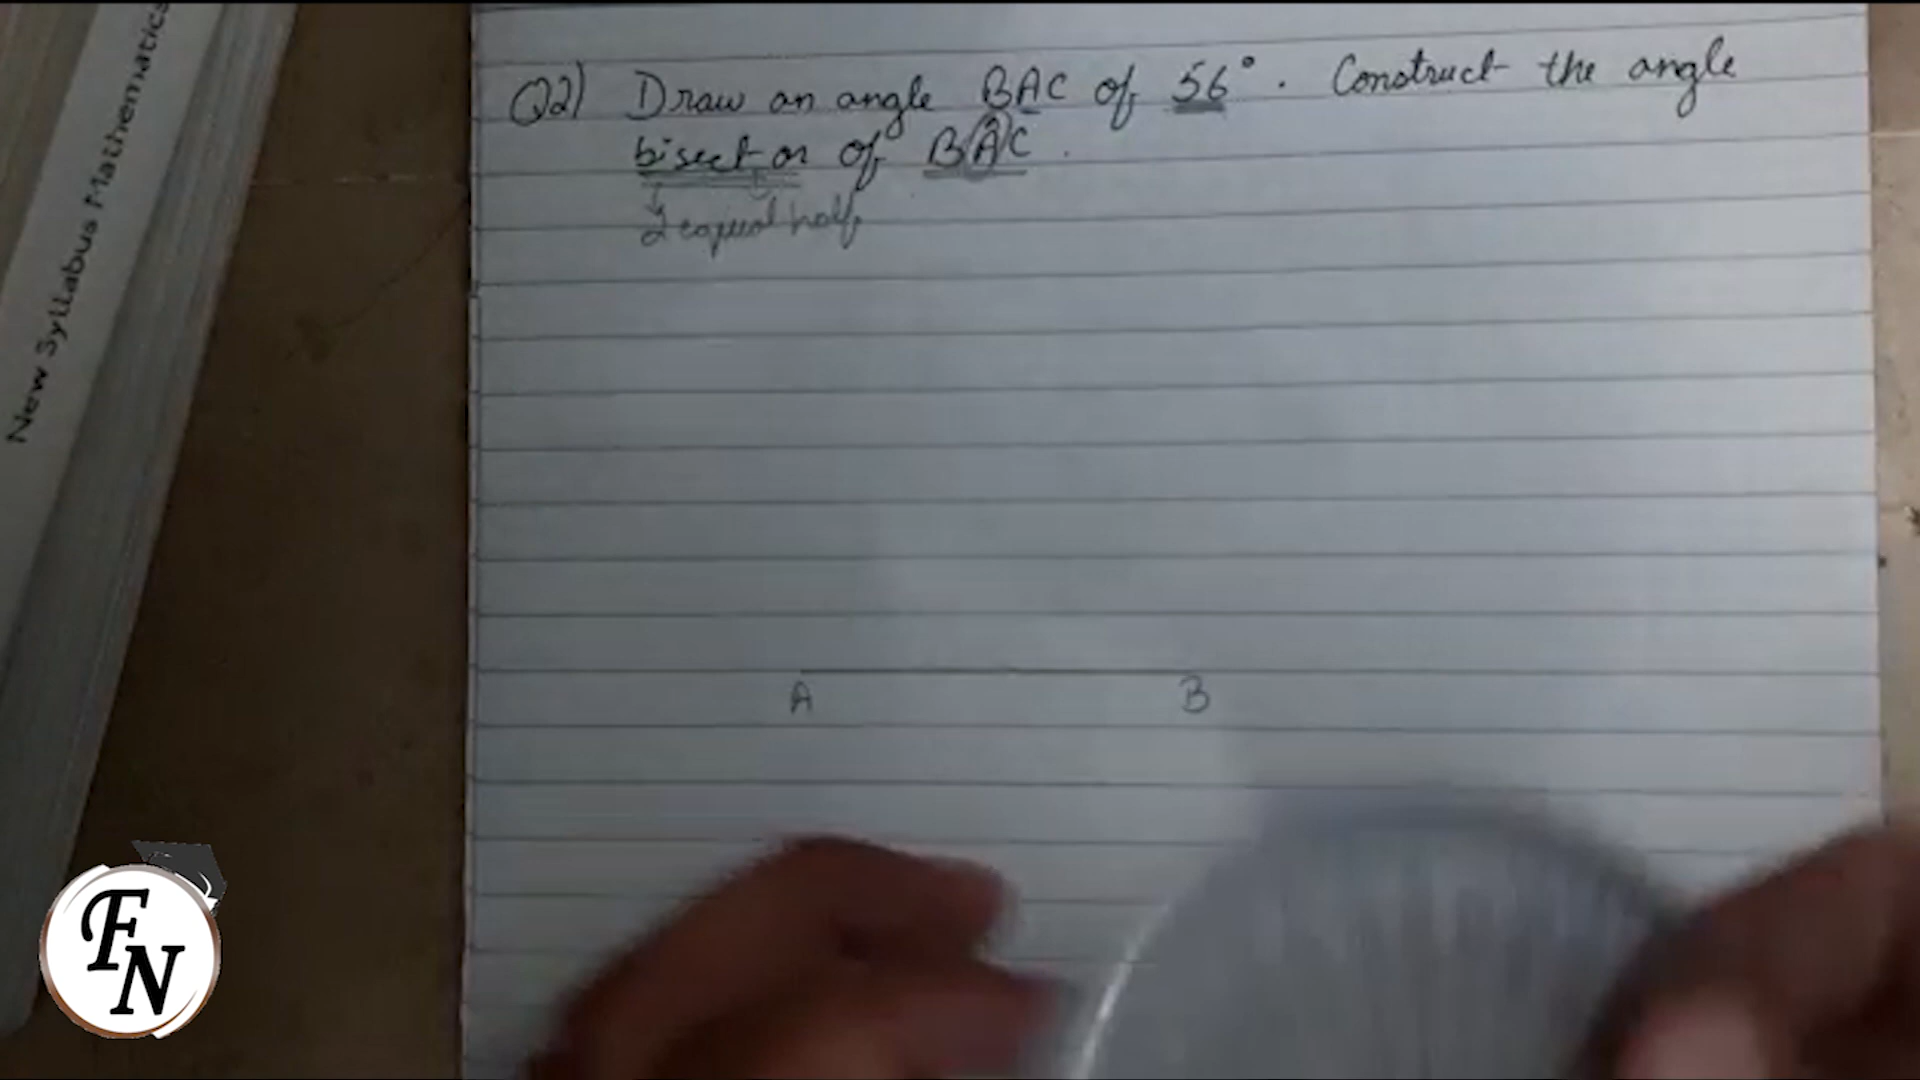 New Syllabus Mathematics
Q2) Draw an angle BAC of 56°. Construct the angle
bisector of BÂC.
2 equal half
A B
FN